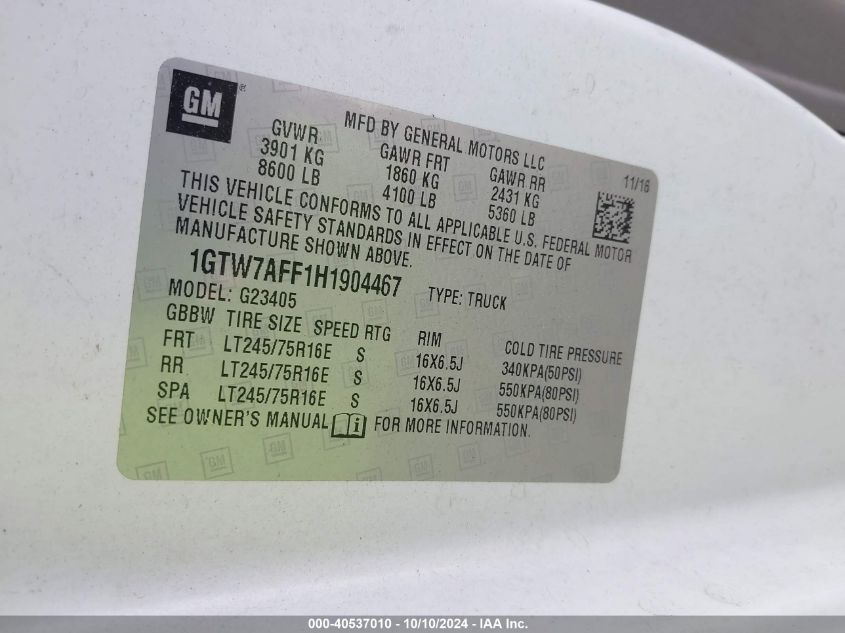 GM ®
MFD BY GENERAL MOTORS LLC
GVWR GAWR FRT GAWR RR 11/16
3901 KG 1860 KG 2431 KG
8600 LB 4100 LB 5360 LB
THIS VEHICLE CONFORMS TO ALL APPLICABLE U.S. FEDERAL MOTOR
VEHICLE SAFETY STANDARDS IN EFFECT ON THE DATE OF
MANUFACTURE SHOWN ABOVE.
1GTW7AFF1H1904467 TYPE: TRUCK
MODEL: G23405
GBBW TIRE SIZE SPEED RTG RIM COLD TIRE PRESSURE
FRT LT245/75R16E S 16X6.5J 340KPA(50PSI)
RR LT245/75R16E S 16X6.5J 550KPA(80PSI)
SPA LT245/75R16E S 16X6.5J 550KPA(80PSI)
SEE OWNER'S MANUAL FOR MORE INFORMATION.
000-40537010 - 10/10/2024 - IAA Inc.